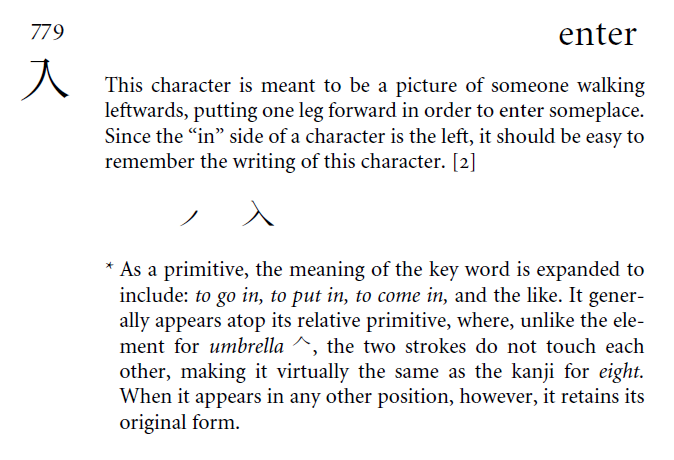 779
enter
入
This character is meant to be a picture of someone walking
leftwards, putting one leg forward in order to enter someplace.
Since the “in” side of a character is the left, it should be easy to
remember the writing of this character. [2]
ノ 入
* As a primitive, the meaning of the key word is expanded to
include: to go in, to put in, to come in, and the like. It gener-
ally appears atop its relative primitive, where, unlike the ele-
ment for umbrella 𠆢, the two strokes do not touch each
other, making it virtually the same as the kanji for eight.
When it appears in any other position, however, it retains its
original form.